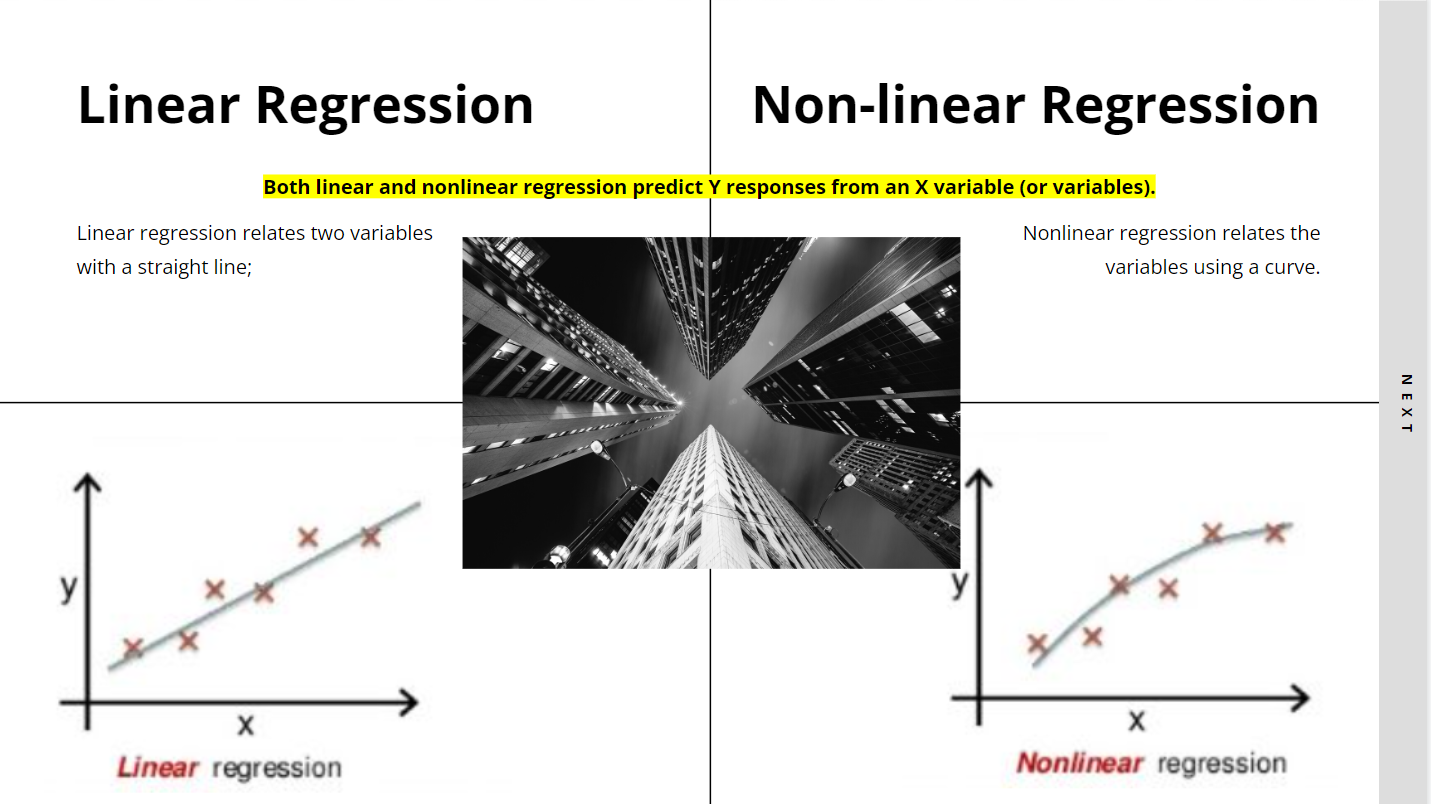 Linear Regression
Non-linear Regression
Both linear and nonlinear regression predict Y responses from an X variable (or variables).
Linear regression relates two variables
with a straight line;
Nonlinear regression relates the
variables using a curve.
NEXT
y
x
Linear regression
y
x
Nonlinear regression